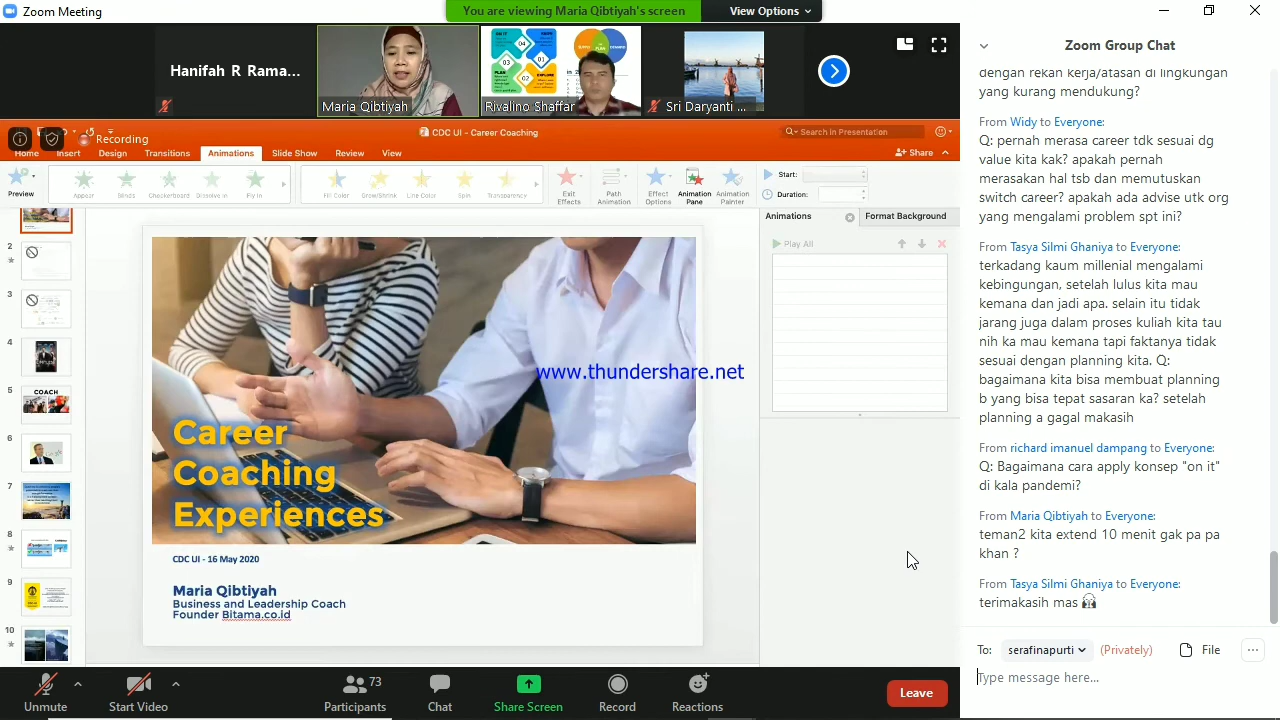 Zoom Meeting
You are viewing Maria Qibtiyah's screen
View Options
Hanifah R Rama...
Maria Qibtiyah
Rivalino Shaffar
Sri Daryanti ...
Recording
CDC UI - Career Coaching
Search in Presentation
Home Insert Design Transitions Animations Slide Show Review View
Share
Preview
Appear
Blinds
Checkerboard
Dissolve In
Fly In
Fill Color
Grow/Shrink
Line Color
Spin
Transparency
Exit Effects
Path Animation
Effect Options
Animation Pane
Animation Painter
Start:
Duration:
Animations
Format Background
Play All
2
3
4
5
COACH
6
7
8
9
10
www.thundershare.net
Career
Coaching
Experiences
CDC UI - 16 May 2020
Maria Qibtiyah
Business and Leadership Coach
Founder Bitama.co.id
Zoom Group Chat
dengan rekan kerja/atasan di lingkungan
yang kurang mendukung?
From Widy to Everyone:
Q: pernah merasa career tdk sesuai dg
value kita kak? apakah pernah
merasakan hal tsb dan memutuskan
switch career? apakah ada advise utk org
yang mengalami problem spt ini?
From Tasya Silmi Ghaniya to Everyone:
terkadang kaum millenial mengalami
kebingungan, setelah lulus kita mau
kemana dan jadi apa. selain itu tidak
jarang juga dalam proses kuliah kita tau
nih ka mau kemana tapi faktanya tidak
sesuai dengan planning kita. Q:
bagaimana kita bisa membuat planning
b yang bisa tepat sasaran ka? setelah
planning a gagal makasih
From richard imanuel dampang to Everyone:
Q: Bagaimana cara apply konsep "on it"
di kala pandemi?
From Maria Qibtiyah to Everyone:
teman2 kita extend 10 menit gak pa pa
khan ?
From Tasya Silmi Ghaniya to Everyone:
terimakasih mas
To: serafinapurti (Privately) File
Type message here...
Unmute
Start Video
Participants
73
Chat
Share Screen
Record
Reactions
Leave